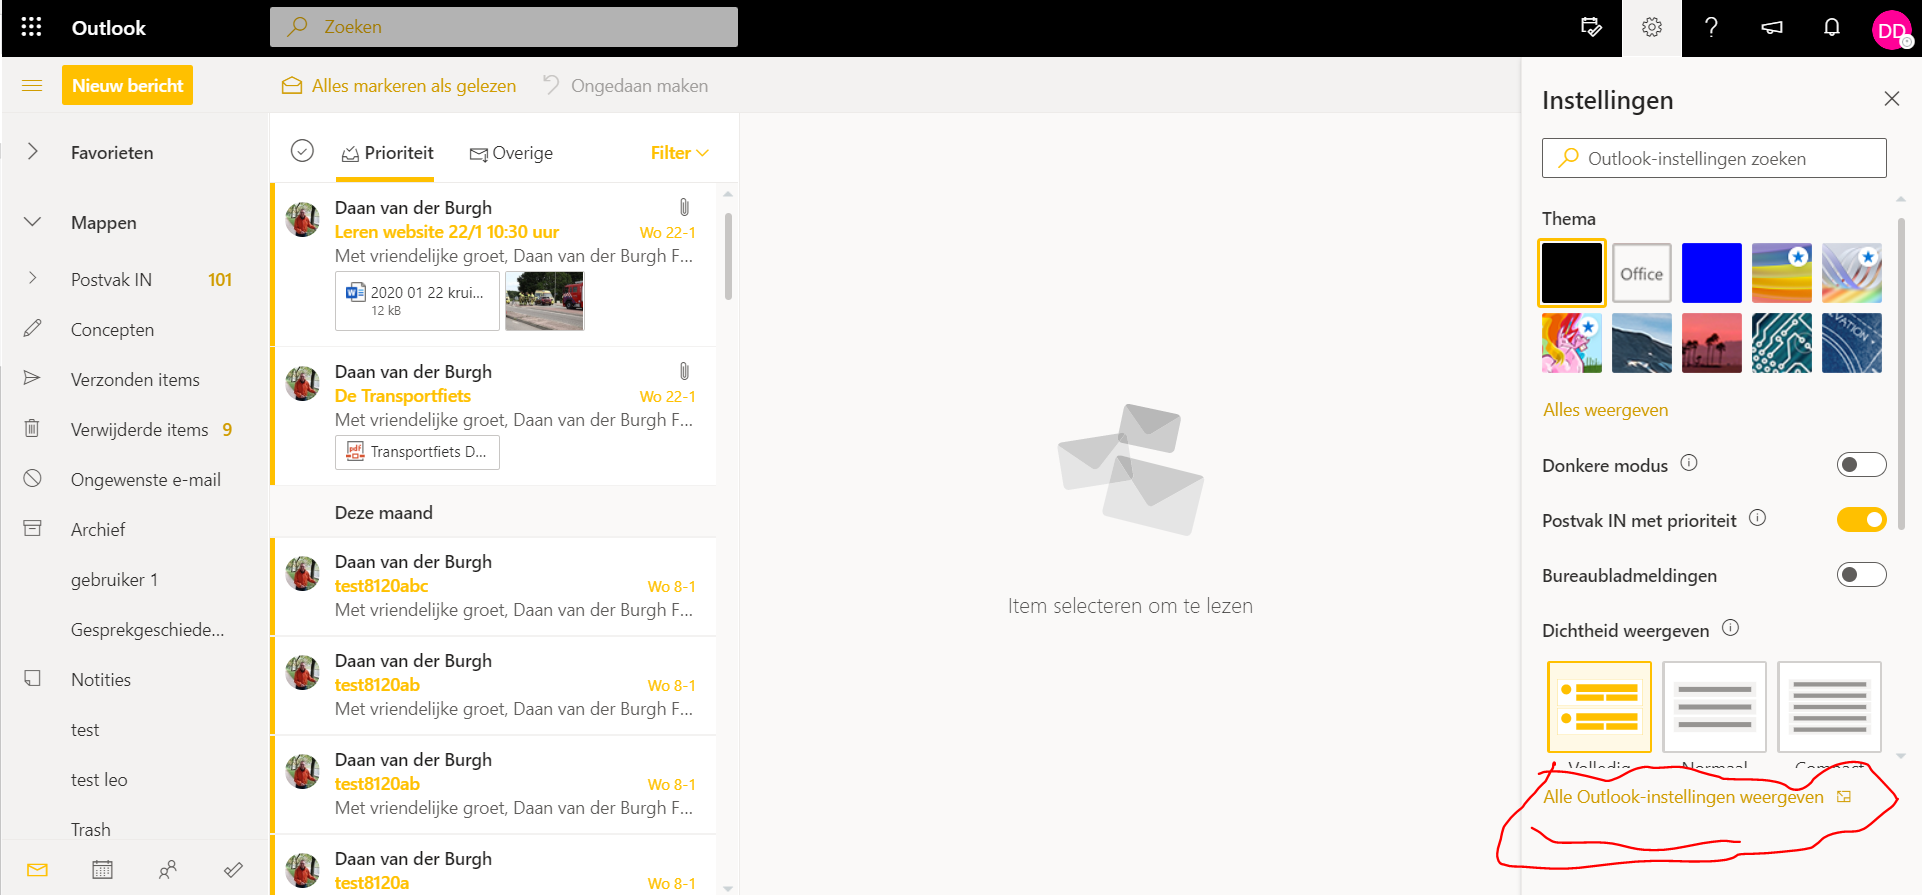 Outlook
Zoeken
DD
Nieuw bericht
Alles markeren als gelezen
Ongedaan maken
Favorieten
Mappen
Postvak IN 101
Concepten
Verzonden items
Verwijderde items 9
Ongewenste e-mail
Archief
gebruiker 1
Gesprekgeschiede...
Notities
test
test leo
Trash
Prioriteit
Overige
Filter
Daan van der Burgh
Leren website 22/1 10:30 uur Wo 22-1
Met vriendelijke groet, Daan van der Burgh F...
2020 01 22 krui...
12 kB
Daan van der Burgh
De Transportfiets Wo 22-1
Met vriendelijke groet, Daan van der Burgh F...
pdf Transportfiets D...
Deze maand
Daan van der Burgh
test8120abc Wo 8-1
Met vriendelijke groet, Daan van der Burgh F...
Daan van der Burgh
test8120ab Wo 8-1
Met vriendelijke groet, Daan van der Burgh F...
Daan van der Burgh
test8120ab Wo 8-1
Met vriendelijke groet, Daan van der Burgh F...
Daan van der Burgh
test8120a Wo 8-1
Item selecteren om te lezen
Instellingen
Outlook-instellingen zoeken
Thema
Office
VATION
Alles weergeven
Donkere modus
Postvak IN met prioriteit
Bureaubladmeldingen
Dichtheid weergeven
Volledig Normaal Compact
Alle Outlook-instellingen weergeven